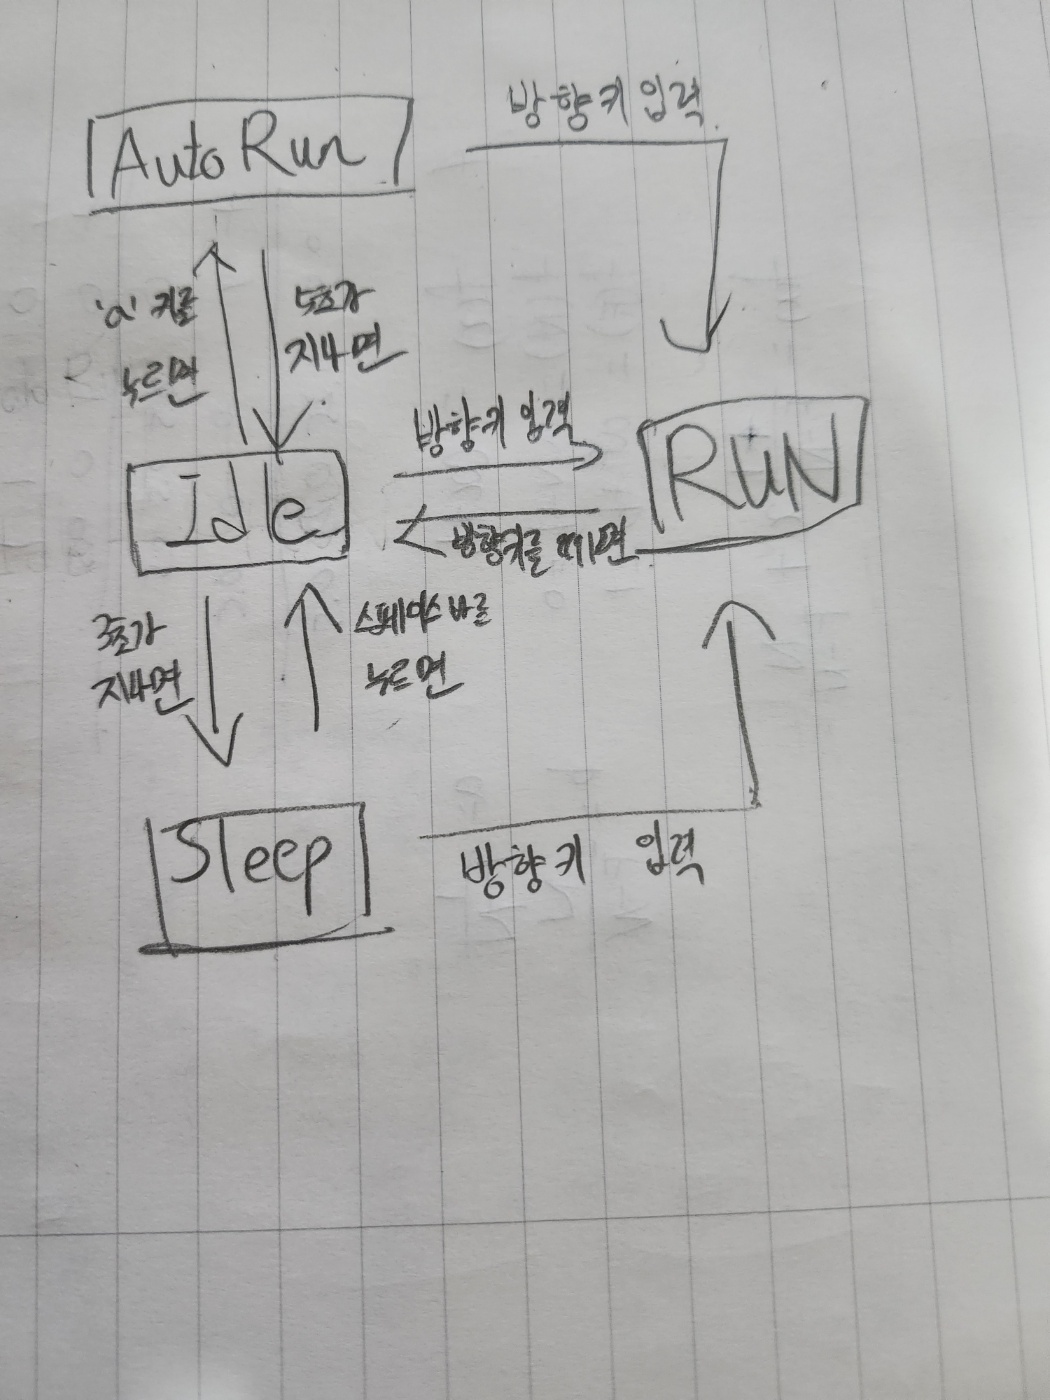 방향키 입력
Auto Run
'a' 키를
누르면
5초가
지나면
방향키 입력
Idle
RUN
방향키를 떼면
3초가
지나면
스페이스 바를
누르면
Sleep
방향키 입력